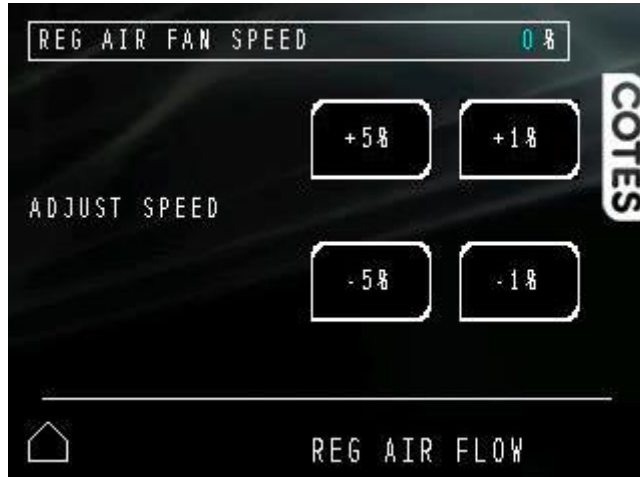 REG AIR FAN SPEED 0%
+5% +1%
COTES
ADJUST SPEED
-5% -1%
REG AIR FLOW